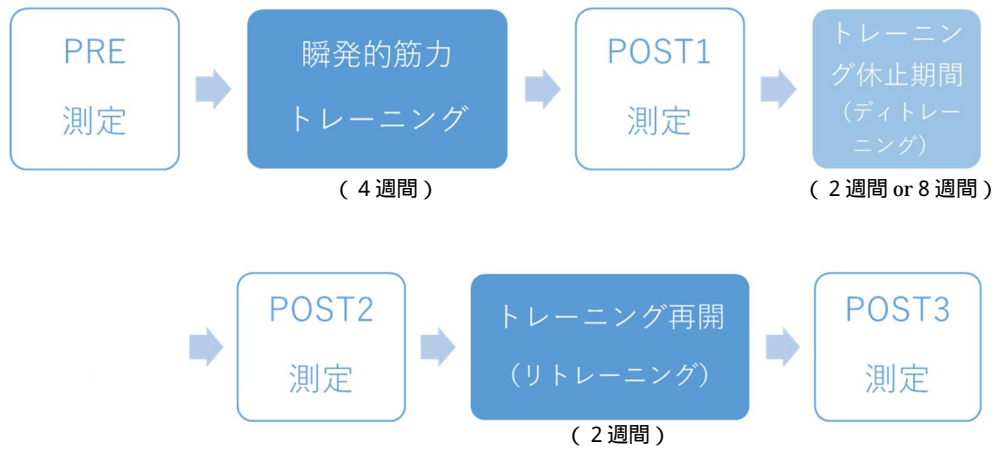 PRE
測定
瞬発的筋力
トレーニング
(4週間)
POST1
測定
トレーニン
グ休止期間
(ディトレー
ニング)
(2週間 or 8週間)
POST2
測定
トレーニング再開
(リトレーニング)
(2週間)
POST3
測定